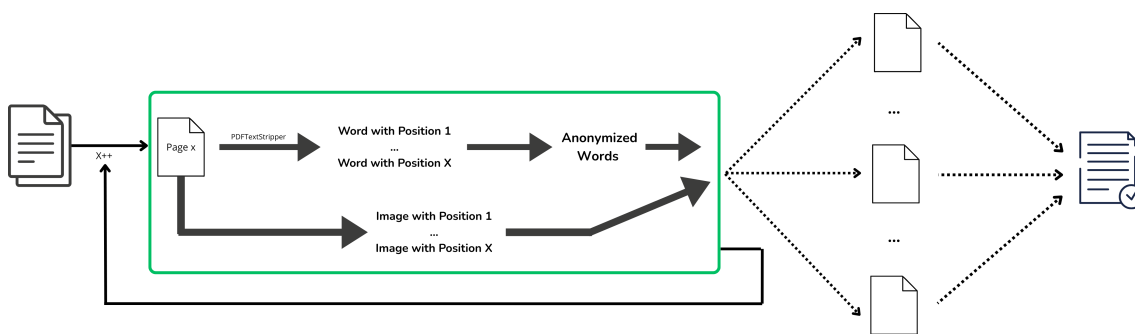 X++
Page x
PDFTextStripper
Word with Position 1
...
Word with Position X
Anonymized
Words
Image with Position 1
...
Image with Position X
...
...